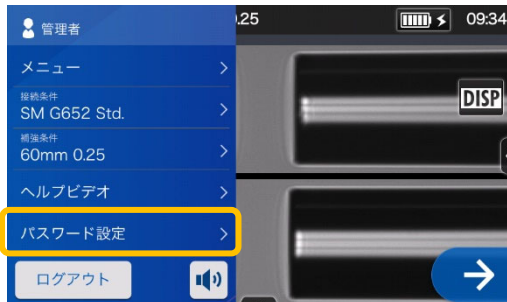 管理者
.25
09:34
メニュー
接続条件
SM G652 Std.
補強条件
60mm 0.25
ヘルプビデオ
パスワード設定
ログアウト
DISP